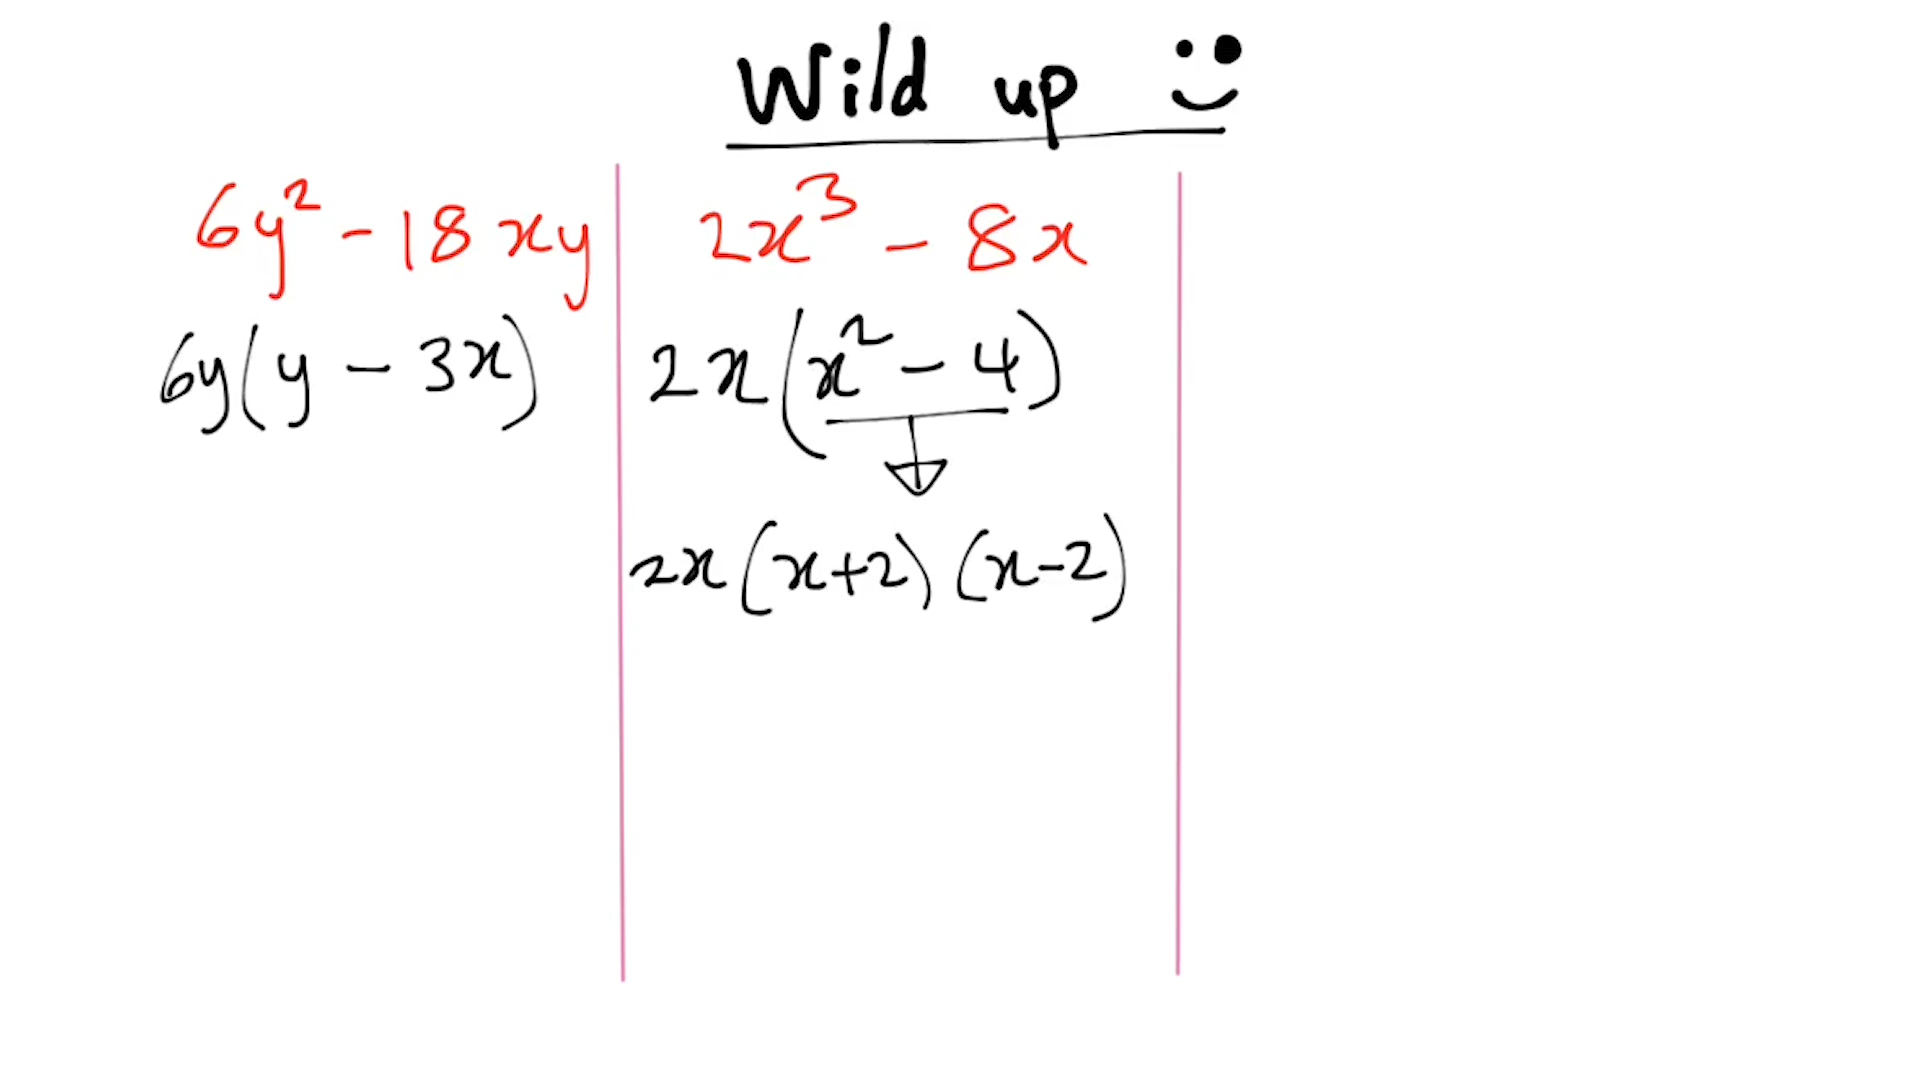 Wild up
6y² - 18xy
6y(y - 3x)
2x³ - 8x
2x(x² - 4)
2x(x+2)(x-2)